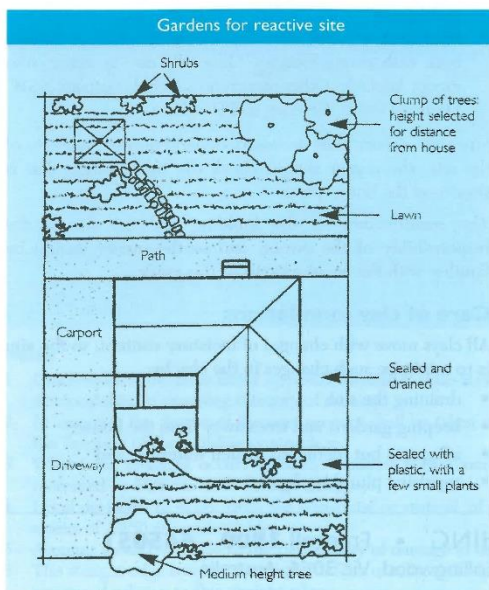 Gardens for reactive site
Shrubs
Clump of trees:
height selected
for distance
from house
Lawn
Path
Carport
Sealed and
drained
Sealed with
plastic, with a
few small plants
Driveway
Medium height tree